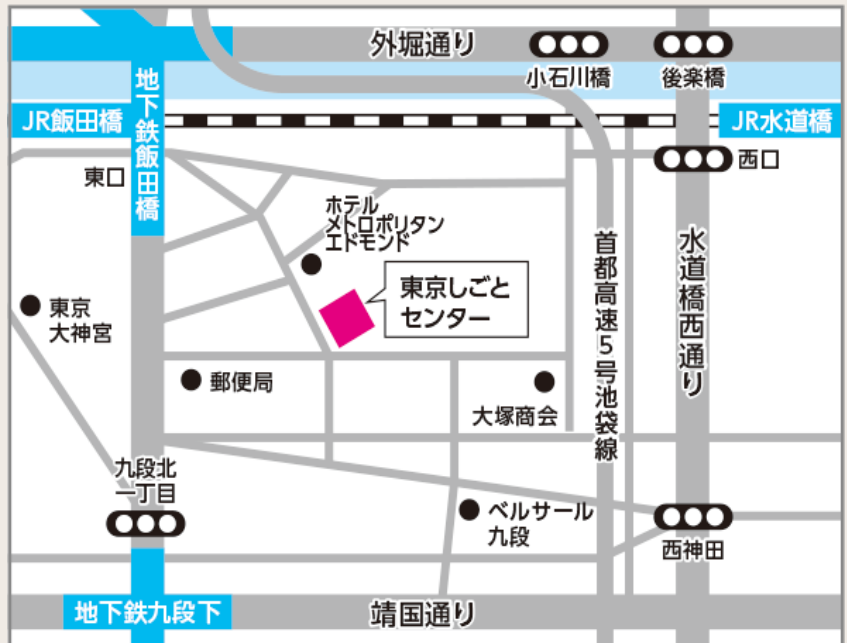 外堀通り
小石川橋
後楽橋
地下鉄飯田橋
JR飯田橋
JR水道橋
東口
西口
ホテル
メトロポリタン
エドモンド
首都高速5号池袋線
水道橋西通り
東京しごと
センター
東京
大神宮
郵便局
大塚商会
九段北
一丁目
ベルサール
九段
西神田
地下鉄九段下
靖国通り